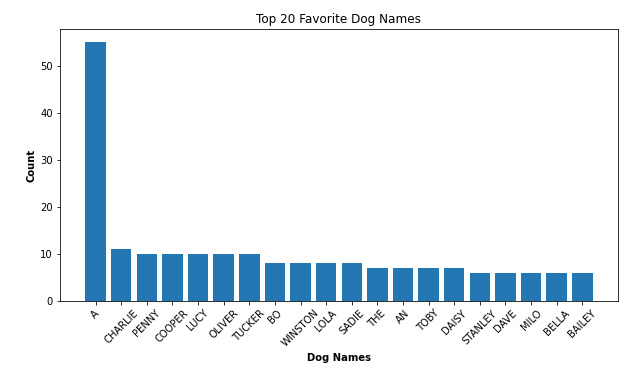 Top 20 Favorite Dog Names
Count
50
40
30
20
10
0
A CHARLIE PENNY COOPER LUCY OLIVER TUCKER BO WINSTON LOLA SADIE THE AN TOBY DAISY STANLEY DAVE MILO BELLA BAILEY
Dog Names